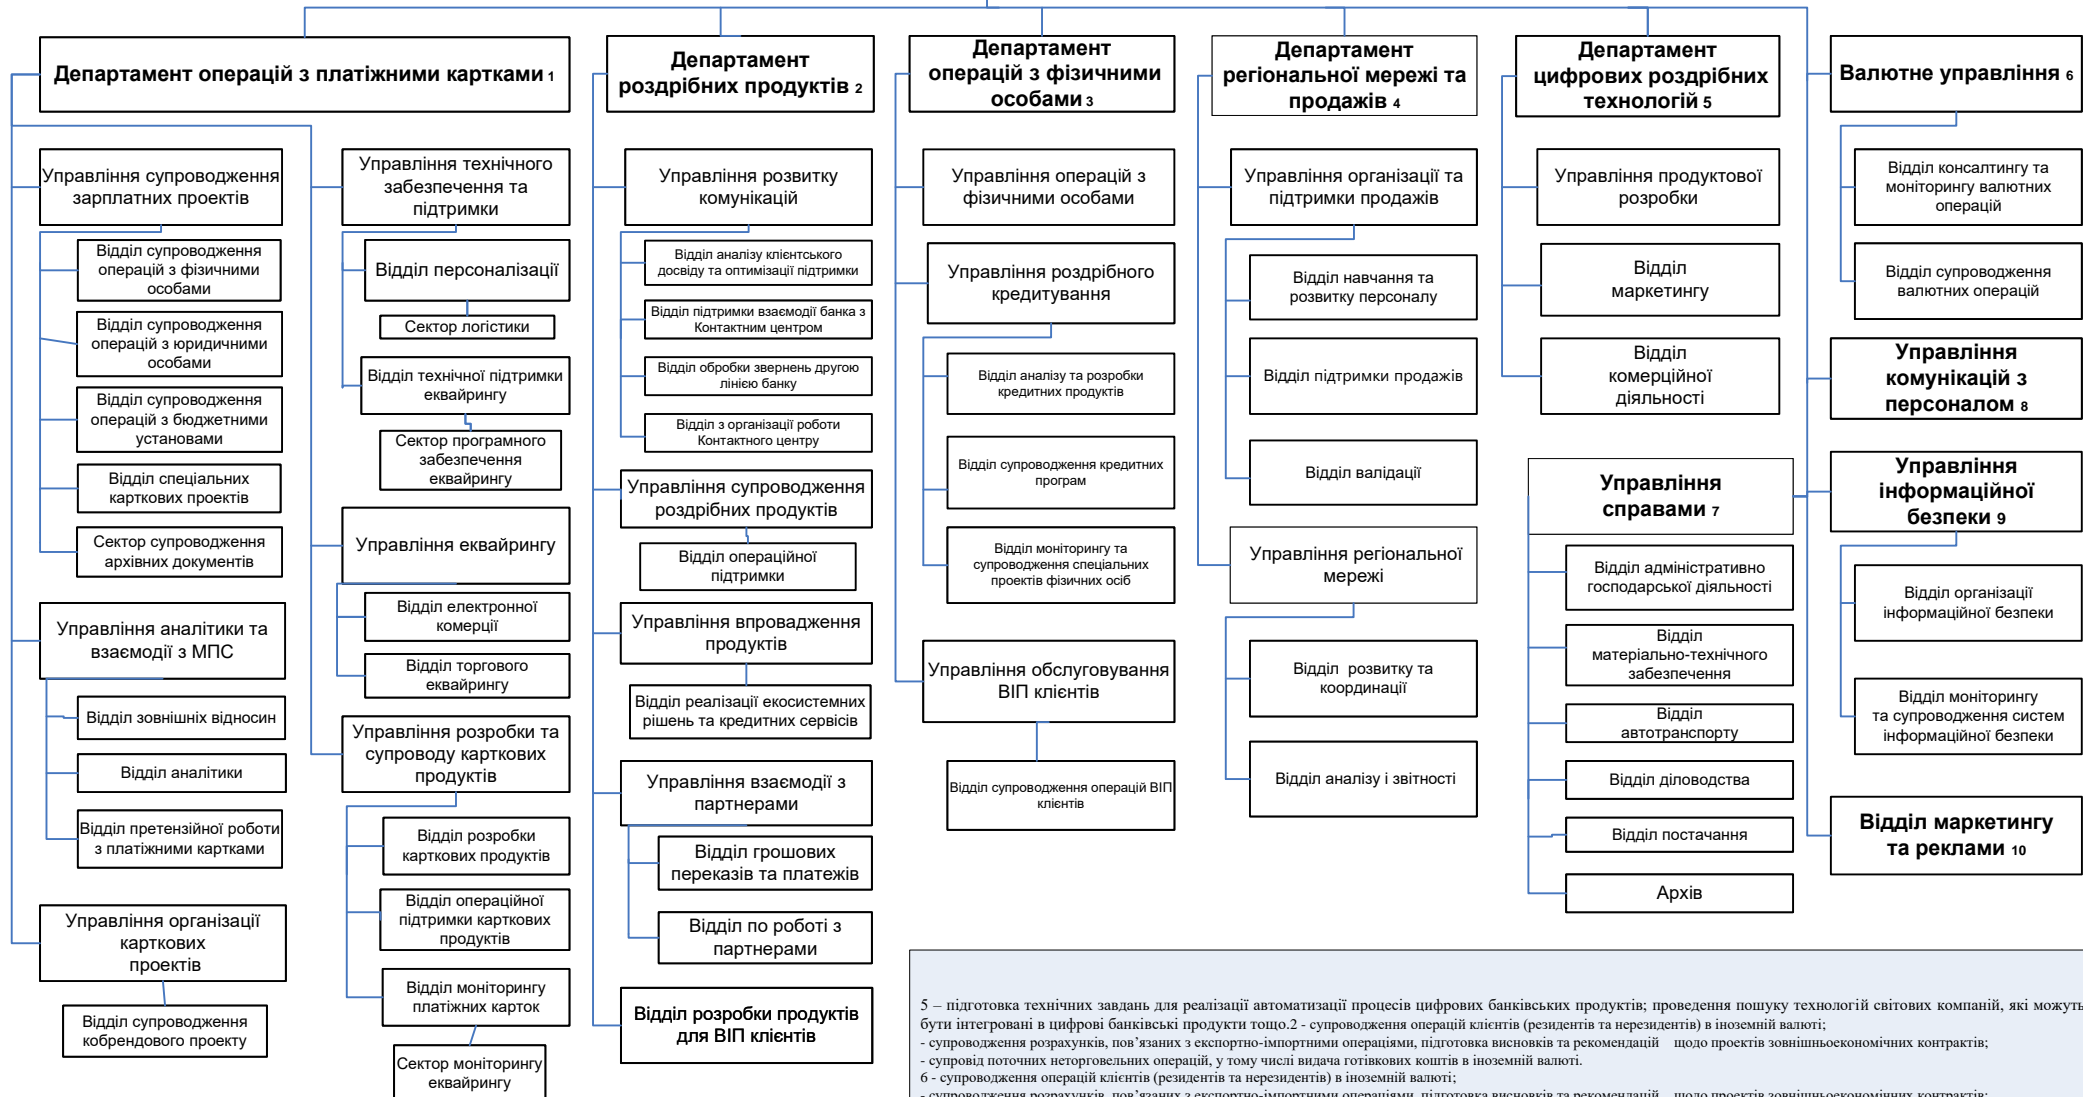 Департамент операцій з платіжними картками 1
Управління супроводження
зарплатних проектів
Відділ супроводження
операцій з фізичними
особами
Відділ супроводження
операцій з юридичними
особами
Відділ супроводження
операцій з бюджетними
установами
Відділ спеціальних
карткових проектів
Сектор супроводження
архівних документів
Управління аналітики та
взаємодії з МПС
Відділ зовнішніх відносин
Відділ аналітики
Відділ претензійної роботи
з платіжними картками
Управління організації
карткових
проектів
Відділ супроводження
кобрендового проекту
Управління технічного
забезпечення та
підтримки
Відділ персоналізації
Сектор логістики
Відділ технічної підтримки
еквайрингу
Сектор програмного
забезпечення
еквайрингу
Управління еквайрингу
Відділ електронної
комерції
Відділ торгового
еквайрингу
Управління розробки та
супроводу карткових
продуктів
Відділ розробки
карткових продуктів
Відділ операційної
підтримки карткових
продуктів
Відділ моніторингу
платіжних карток
Сектор моніторингу
еквайрингу
Департамент
роздрібних продуктів 2
Управління розвитку
комунікацій
Відділ аналізу клієнтського
досвіду та оптимізації підтримки
Відділ підтримки взаємодії банка з
Контактним центром
Відділ обробки звернень другою
лінією банку
Відділ з організації роботи
Контактного центру
Управління супроводження
роздрібних продуктів
Відділ операційної
підтримки
Управління впровадження
продуктів
Відділ реалізації екосистемних
рішень та кредитних сервісів
Управління взаємодії з
партнерами
Відділ грошових
переказів та платежів
Відділ по роботі з
партнерами
Відділ розробки продуктів
для ВІП клієнтів
Департамент
операцій з фізичними
особами 3
Управління операцій з
фізичними особами
Управління роздрібного
кредитування
Відділ аналізу та розробки
кредитних продуктів
Відділ супроводження кредитних
програм
Відділ моніторингу та
супроводження спеціальних
проектів фізичних осіб
Управління обслуговування
ВІП клієнтів
Відділ супроводження операцій ВІП
клієнтів
Департамент
регіональної мережі та
продажів 4
Управління організації та
підтримки продажів
Відділ навчання та
розвитку персоналу
Відділ підтримки продажів
Відділ валідації
Управління регіональної
мережі
Відділ розвитку та
координації
Відділ аналізу і звітності
Департамент
цифрових роздрібних
технологій 5
Управління продуктової
розробки
Відділ
маркетингу
Відділ
комерційної
діяльності
Управління
справами 7
Відділ адміністративно
господарської діяльності
Відділ
матеріально-технічного
забезпечення
Відділ
автотранспорту
Відділ діловодства
Відділ постачання
Архів
Валютне управління 6
Відділ консалтингу та
моніторингу валютних
операцій
Відділ супроводження
валютних операцій
Управління
комунікацій з
персоналом 8
Управління
інформаційної
безпеки 9
Відділ організації
інформаційної безпеки
Відділ моніторингу
та супроводження систем
інформаційної безпеки
Відділ маркетингу
та реклами 10
5 – підготовка технічних завдань для реалізації автоматизації процесів цифрових банківських продуктів; проведення пошуку технологій світових компаній, які можуть
бути інтегровані в цифрові банківські продукти тощо.2 - супроводження операцій клієнтів (резидентів та нерезидентів) в іноземній валюті;
- супроводження розрахунків, пов’язаних з експортно-імпортними операціями, підготовка висновків та рекомендацій щодо проектів зовнішньоекономічних контрактів;
- супровід поточних неторговельних операцій, у тому числі видача готівкових коштів в іноземній валюті.
6 - супроводження операцій клієнтів (резидентів та нерезидентів) в іноземній валюті;
- супроводження розрахунків, пов’язаних з експортно-імпортними операціями, підготовка висновків та рекомендацій щодо проектів зовнішньоекономічних контрактів;